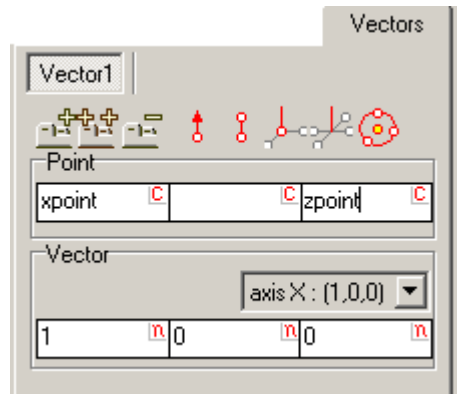 Vectors
Vector1
Point
xpoint C C zpoint C
Vector
axis X : (1,0,0)
1 n 0 n 0 n